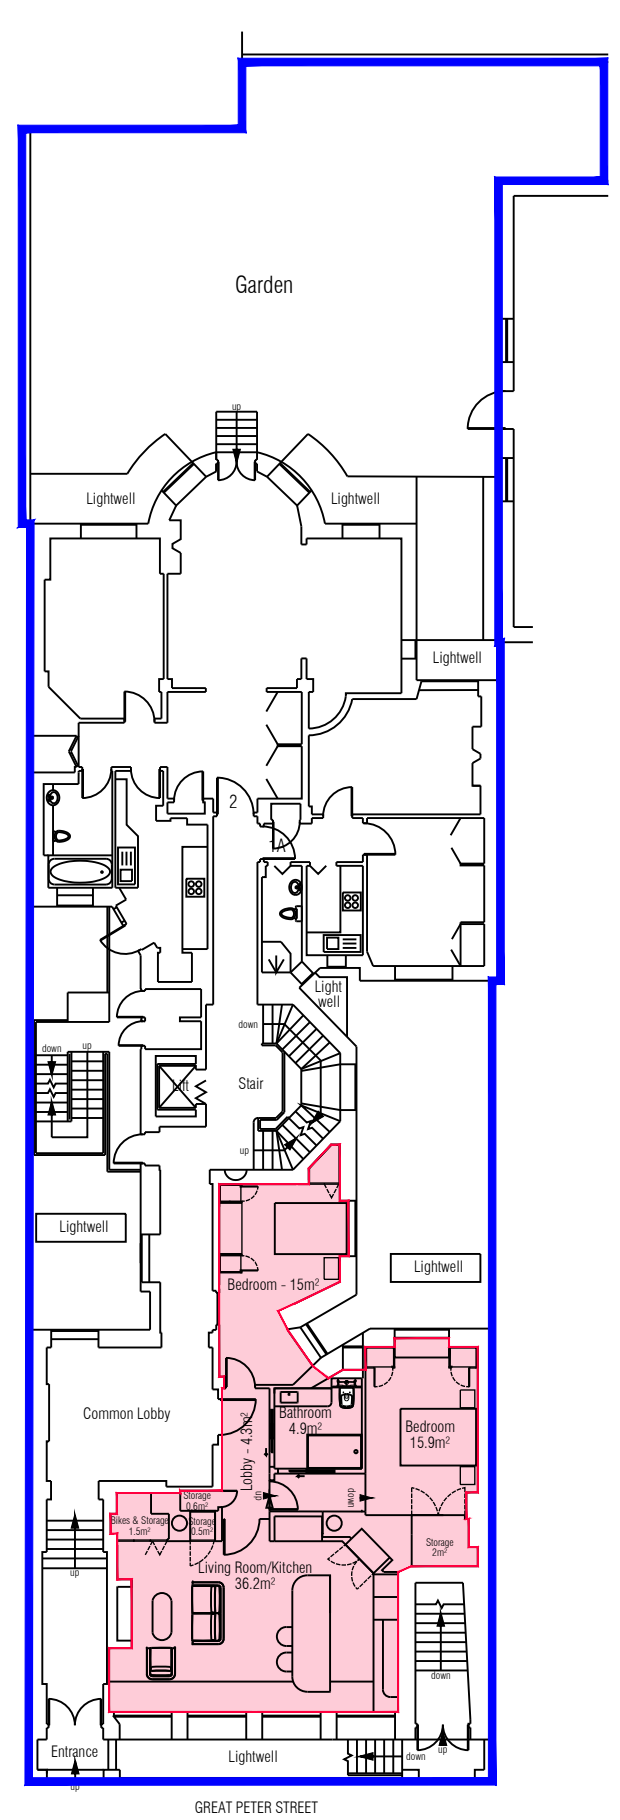 Garden
up
Lightwell
Lightwell
Lightwell
2
1A
Light
well
down
down
up
Lift
Stair
up
Lightwell
Lightwell
Bedroom - 15m²
Common Lobby
Bathroom
4.9m²
Bedroom
15.9m²
Lobby - 4.3m²
up
down
Storage
0.6m²
Bikes & Storage
1.5m²
Storage
0.5m²
Storage
2m²
up
Living Room/Kitchen
36.2m²
down
Entrance
Lightwell
down
up
up
GREAT PETER STREET